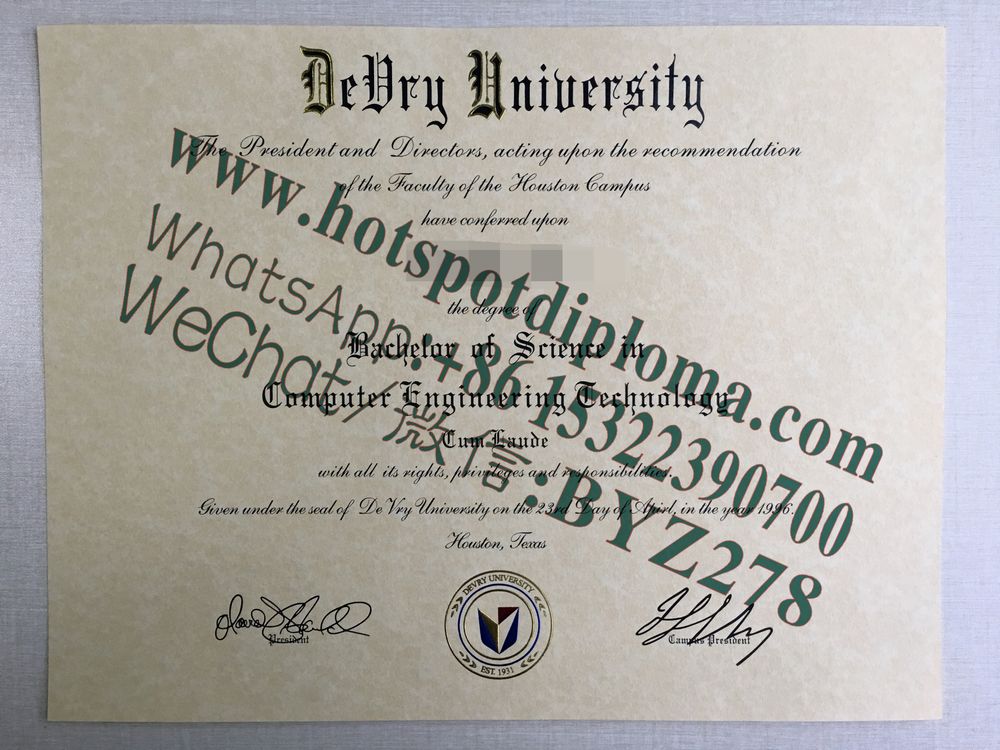 DeVry University
The President and Directors, acting upon the recommendation
of the Faculty of the Houston Campus
have conferred upon
the degree of
Bachelor of Science in
Computer Engineering Technology
Cum Laude
with all its rights, privileges and responsibilities.
Given under the seal of De Vry University on the 23rd Day of Apirl, in the year 1996.
Houston, Texas
President
DEVRY UNIVERSITY
EST. 1931
Campus President
www.hotspotdiploma.com
WhatsApp:+86 15322390700
WeChat/微信:BYZ278